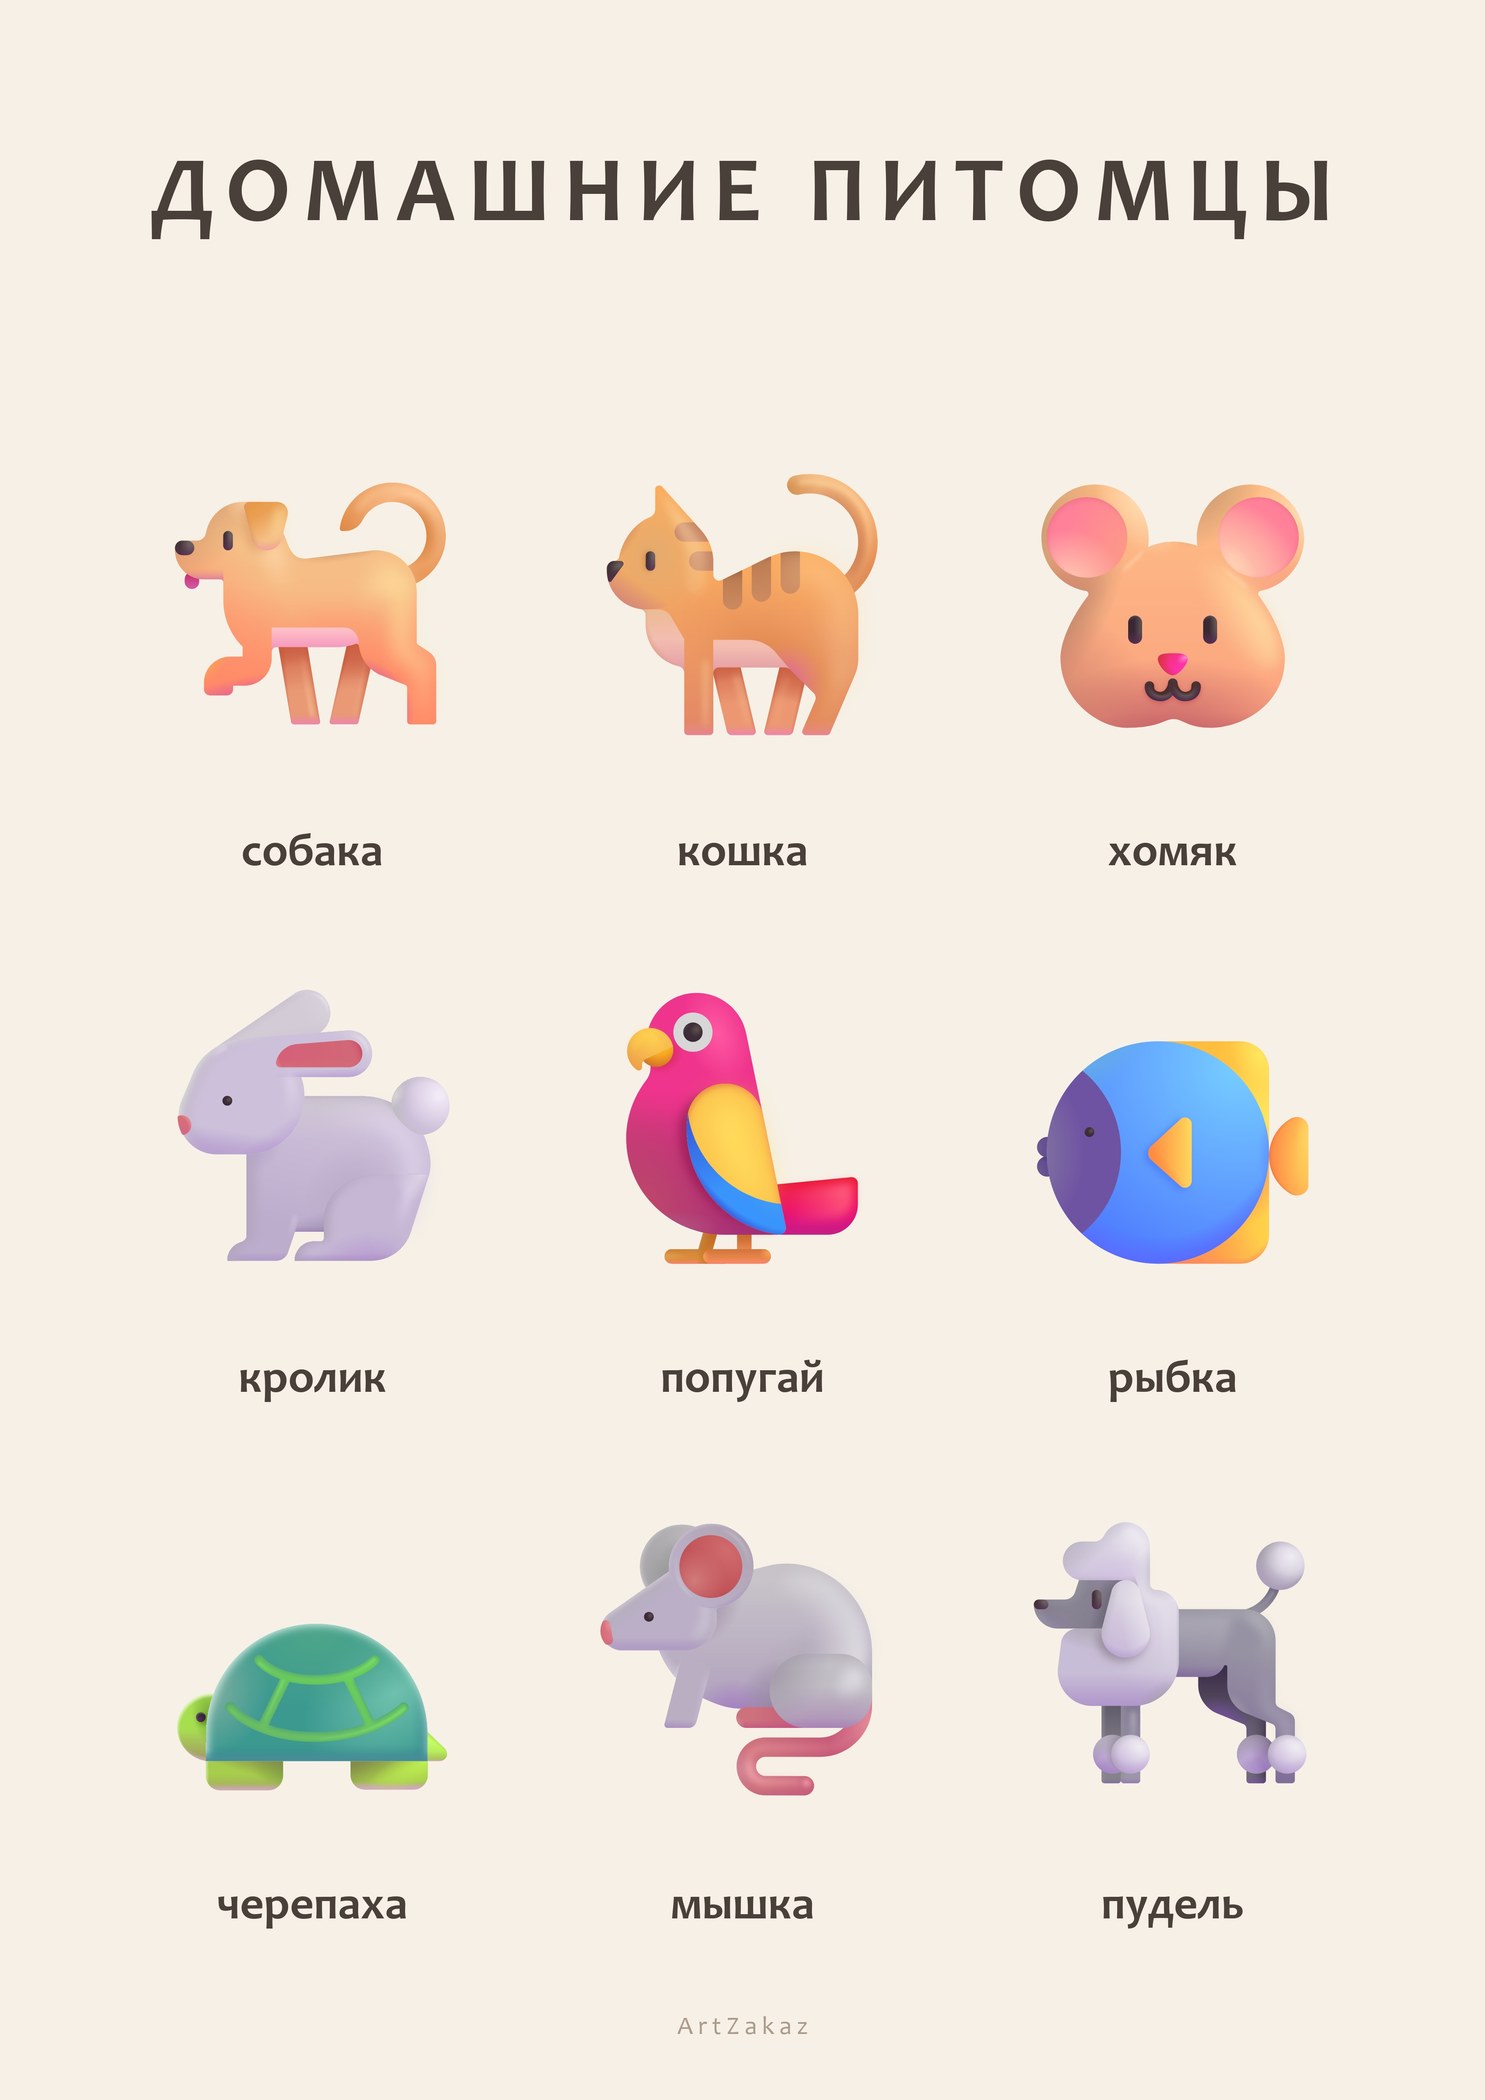 ДОМАШНИЕ ПИТОМЦЫ
собака кошка хомяк
кролик попугай рыбка
черепаха мышка пудель
ArtZakaz